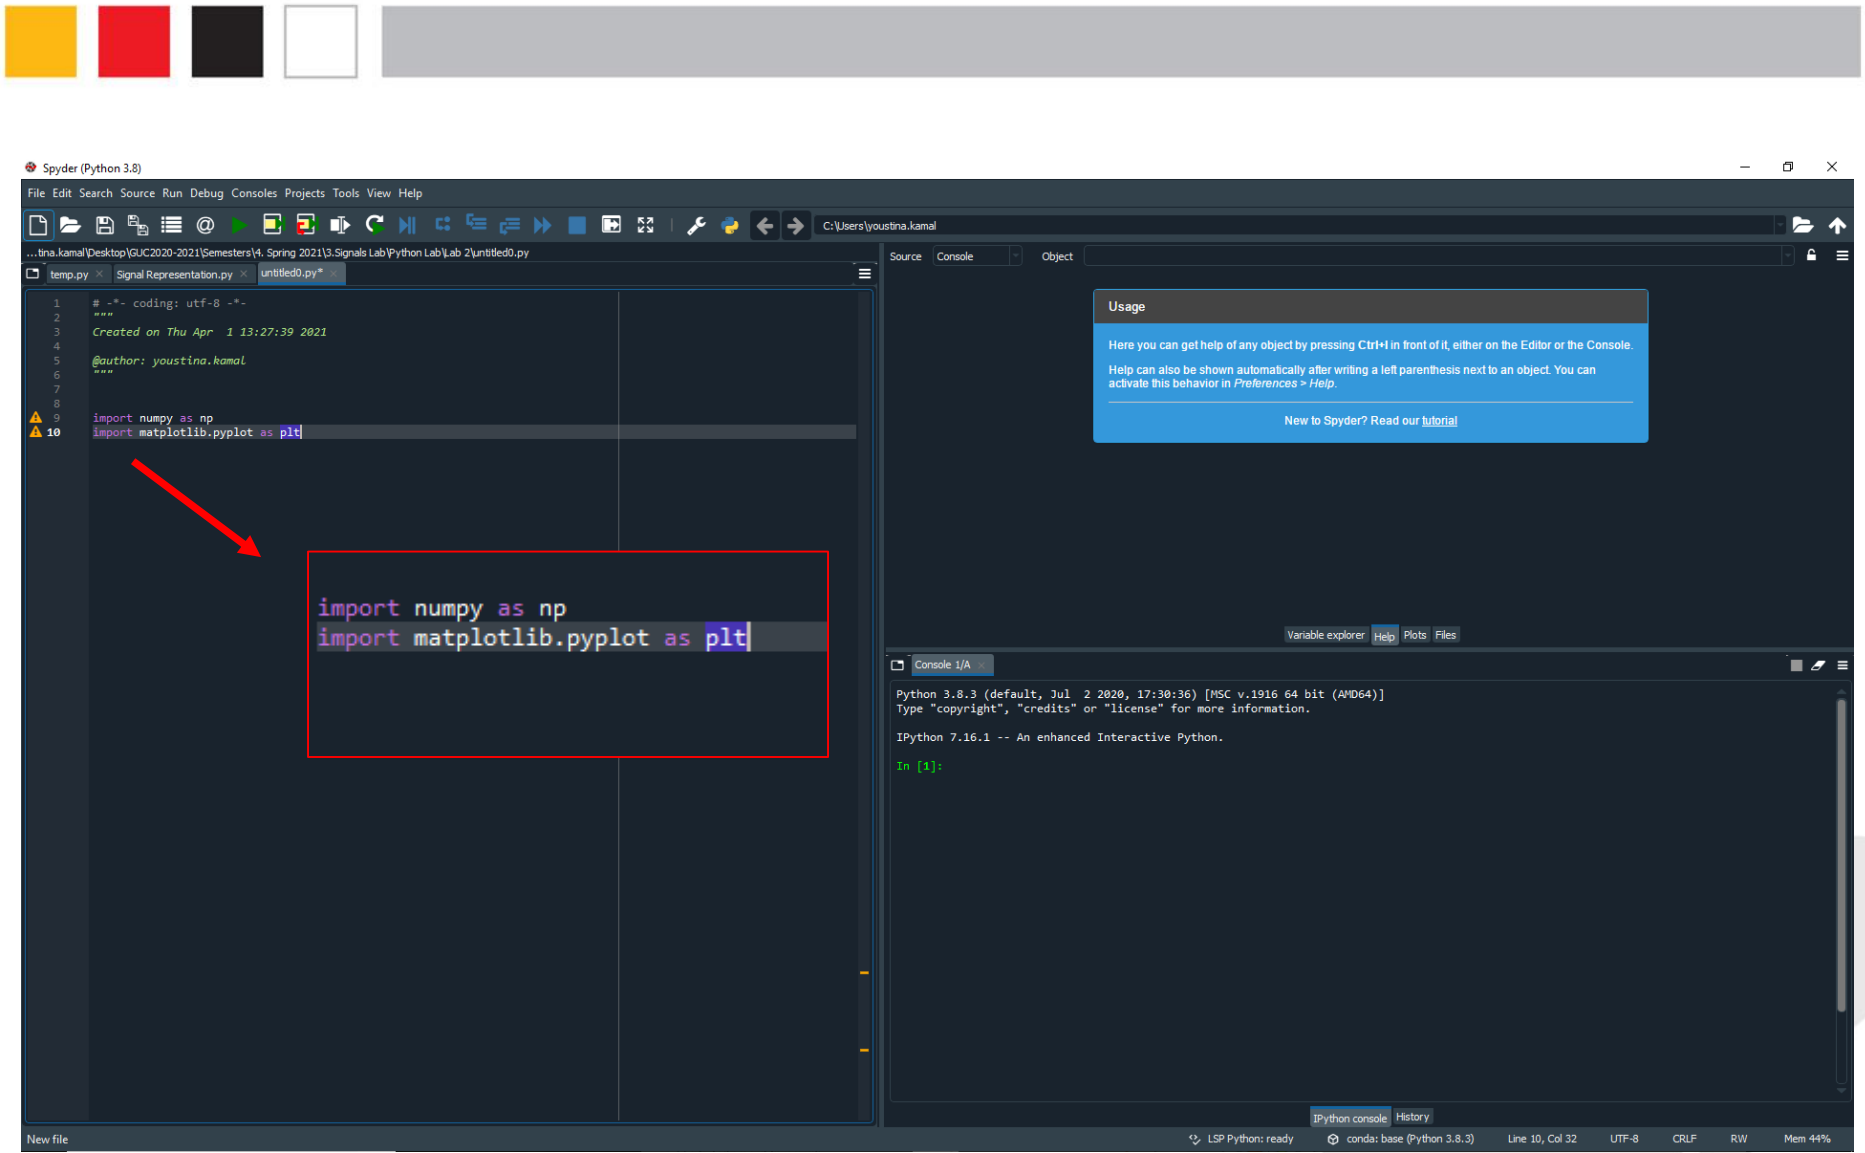 Spyder (Python 3.8)
File Edit Search Source Run Debug Consoles Projects Tools View Help
C:\Users\youstina.kamal
...tina.kamal\Desktop\GUC2020-2021\Semesters\4. Spring 2021\3.Signals Lab\Python Lab\Lab 2\untitled0.py
temp.py Signal Representation.py untitled0.py*
1 # -*- coding: utf-8 -*-
2 """
3 Created on Thu Apr  1 13:27:39 2021
4
5 @author: youstina.kamal
6 """
7
8
9 import numpy as np
10 import matplotlib.pyplot as plt
import numpy as np
import matplotlib.pyplot as plt
Source Console Object
Usage
Here you can get help of any object by pressing Ctrl+I in front of it, either on the Editor or the Console.
Help can also be shown automatically after writing a left parenthesis next to an object. You can
activate this behavior in Preferences > Help.
New to Spyder? Read our tutorial
Variable explorer Help Plots Files
Console 1/A
Python 3.8.3 (default, Jul  2 2020, 17:30:36) [MSC v.1916 64 bit (AMD64)]
Type "copyright", "credits" or "license" for more information.
IPython 7.16.1 -- An enhanced Interactive Python.
In [1]:
IPython console History
New file LSP Python: ready conda: base (Python 3.8.3) Line 10, Col 32 UTF-8 CRLF RW Mem 44%